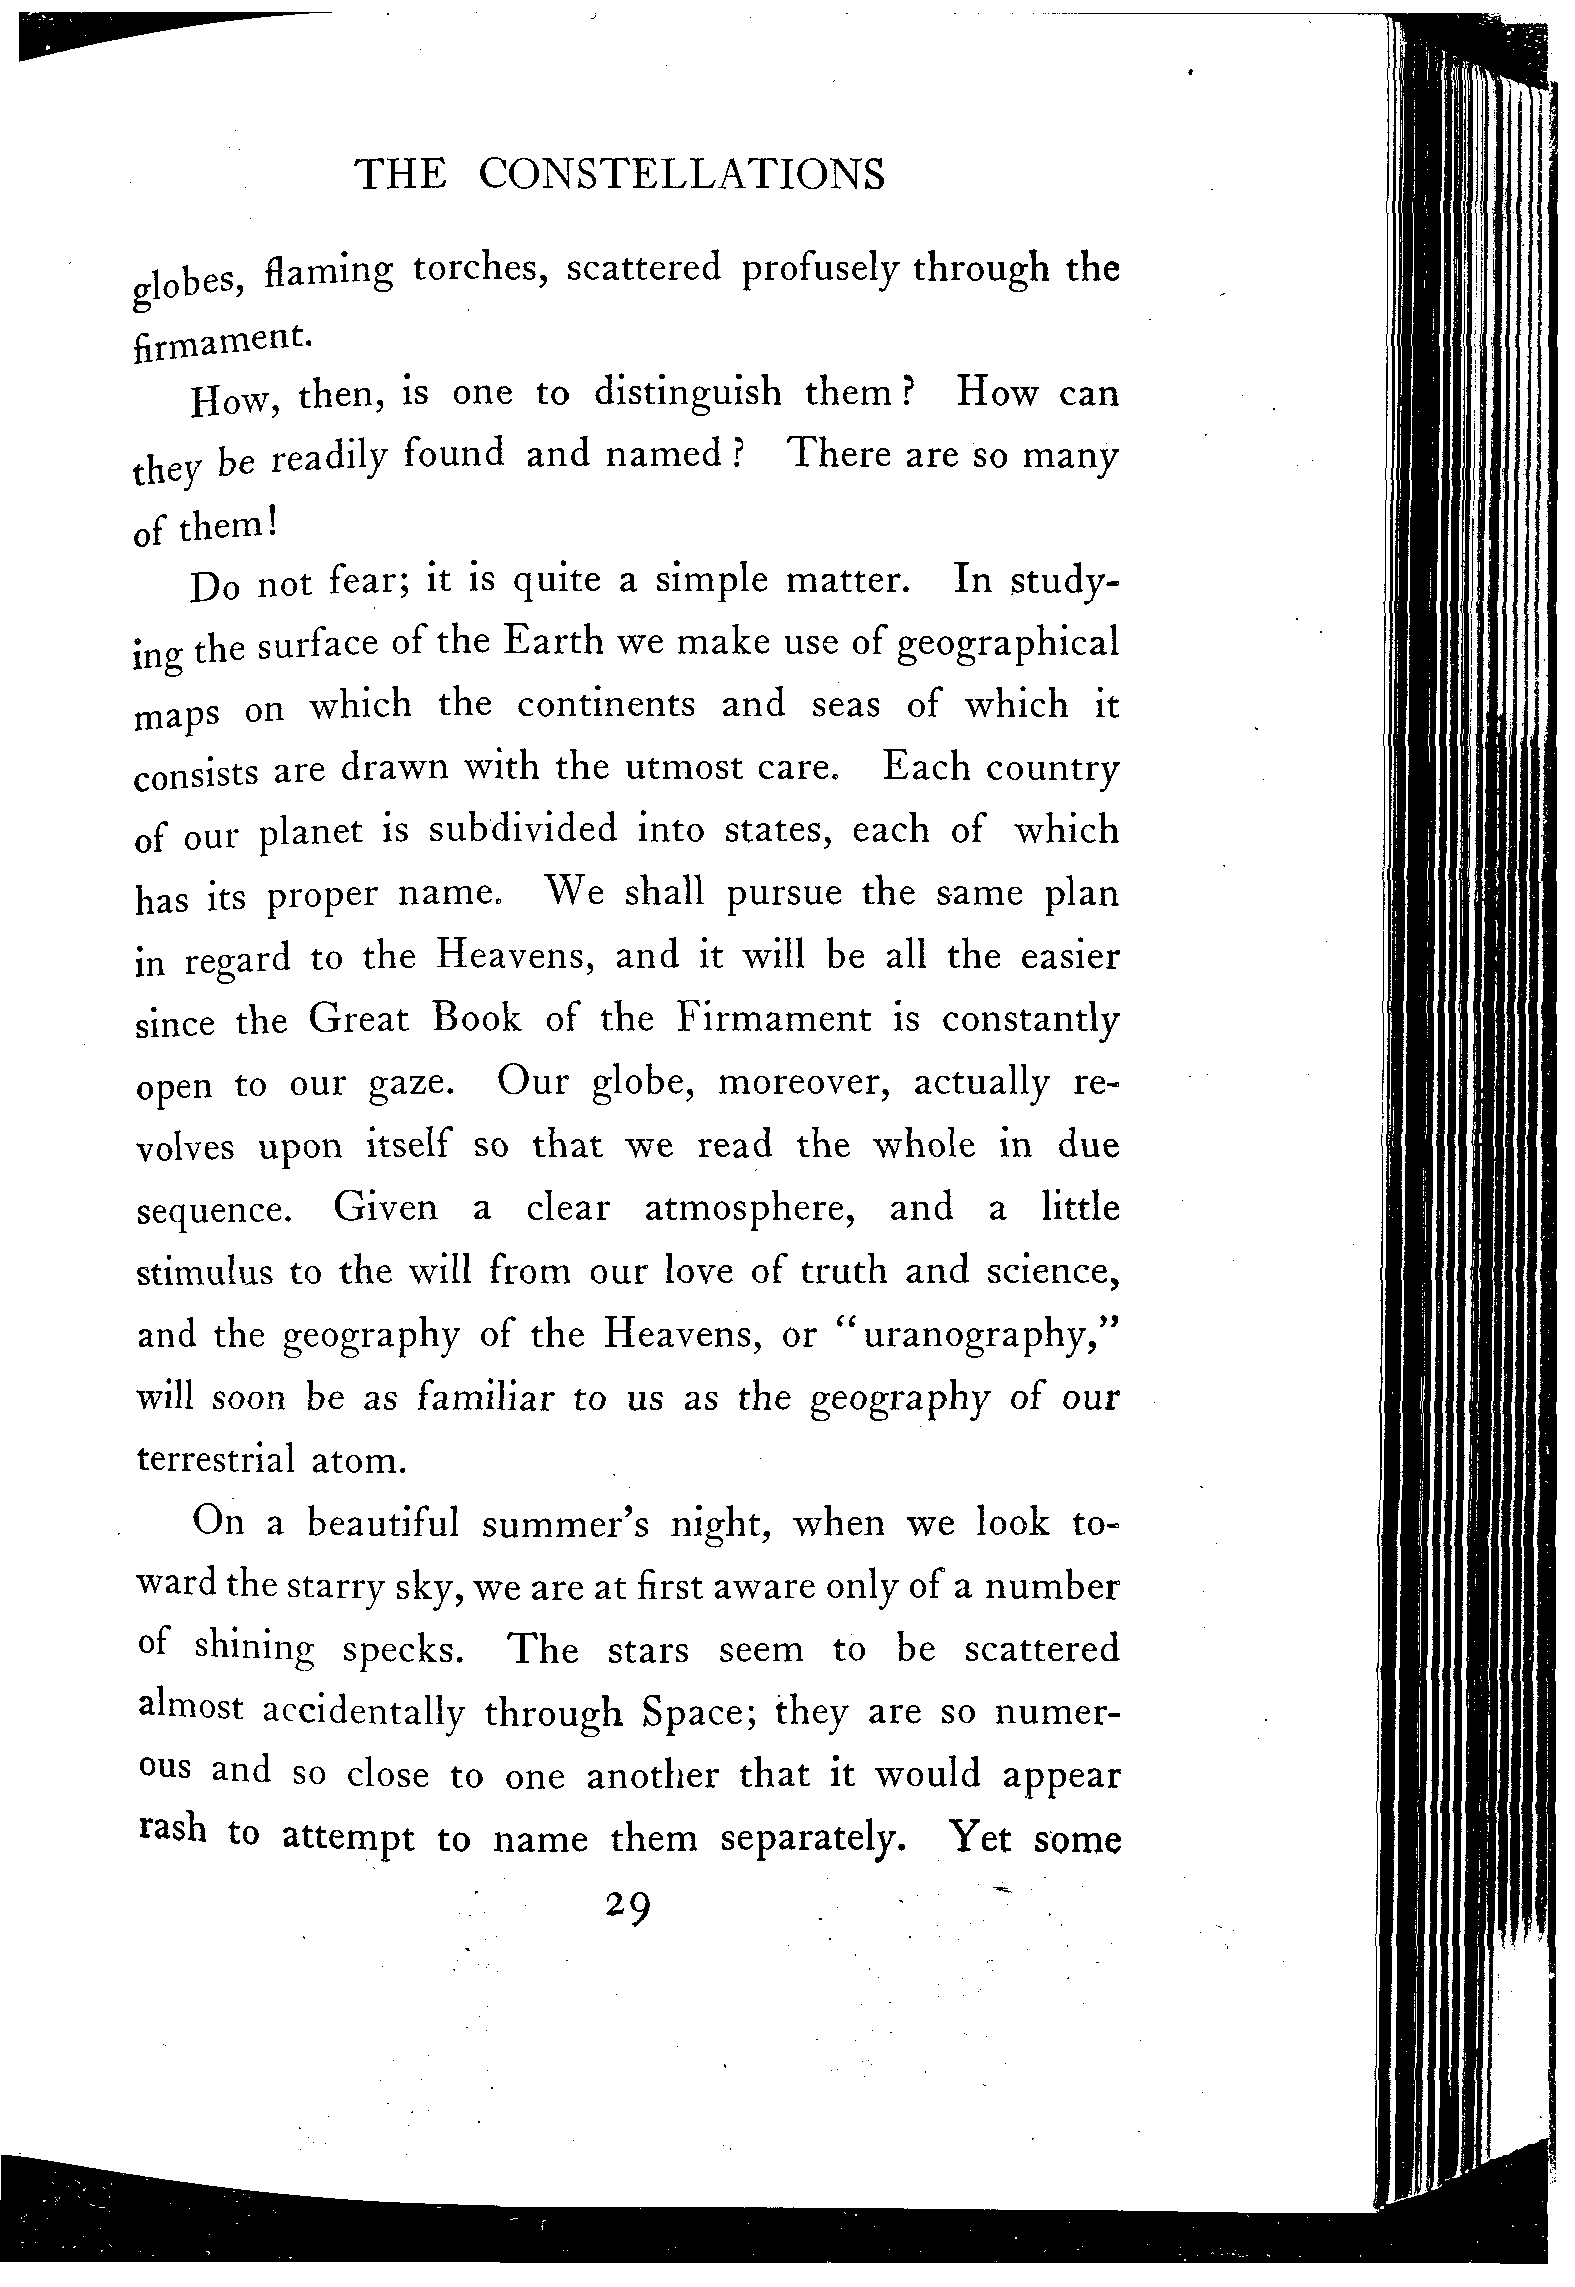 THE CONSTELLATIONS
globes, flaming torches, scattered profusely through the
firmament.
How, then, is one to distinguish them? How can
they be readily found and named? There are so many
of them!
Do not fear; it is quite a simple matter. In study-
ing the surface of the Earth we make use of geographical
maps on which the continents and seas of which it
consists are drawn with the utmost care. Each country
of our planet is subdivided into states, each of which
has its proper name. We shall pursue the same plan
in regard to the Heavens, and it will be all the easier
since the Great Book of the Firmament is constantly
open to our gaze. Our globe, moreover, actually re-
volves upon itself so that we read the whole in due
sequence. Given a clear atmosphere, and a little
stimulus to the will from our love of truth and science,
and the geography of the Heavens, or “uranography,”
will soon be as familiar to us as the geography of our
terrestrial atom.
On a beautiful summer’s night, when we look to-
ward the starry sky, we are at first aware only of a number
of shining specks. The stars seem to be scattered
almost accidentally through Space; they are so numer-
ous and so close to one another that it would appear
rash to attempt to name them separately. Yet some
29